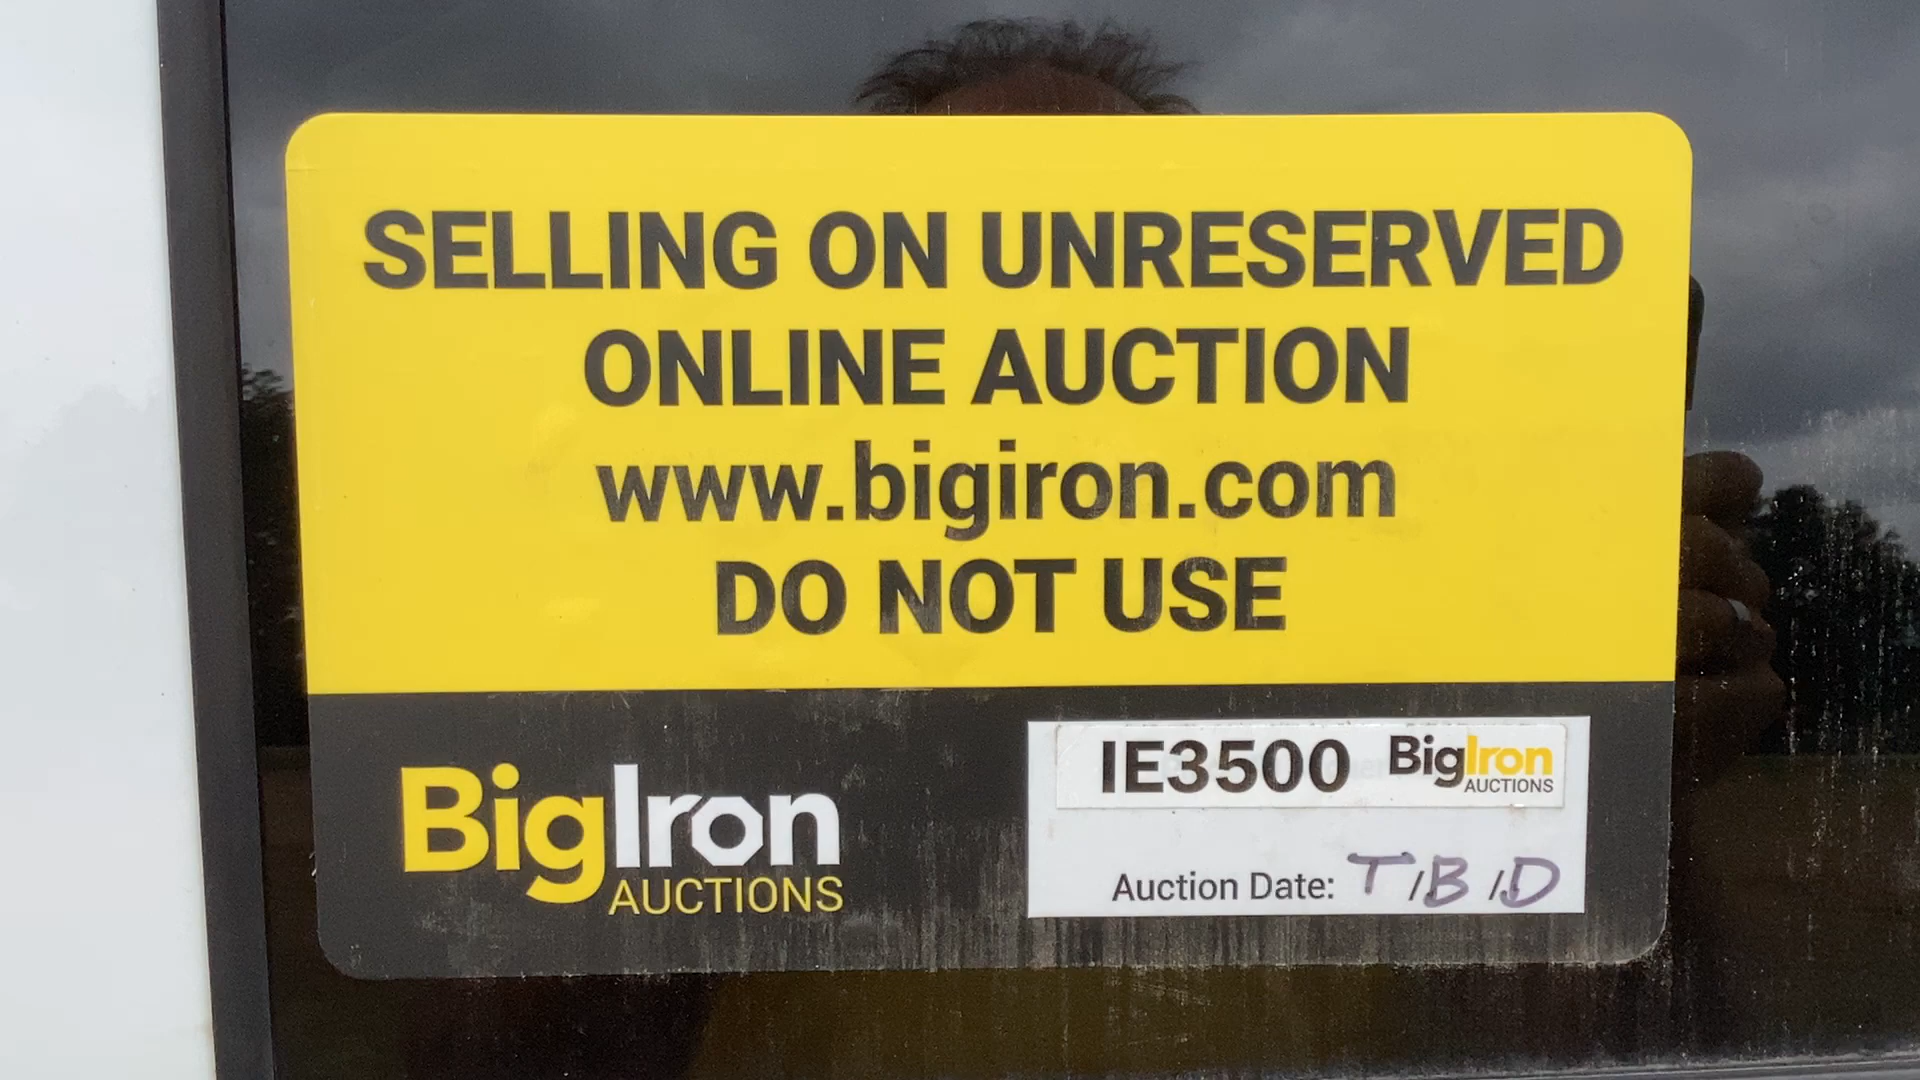 SELLING ON UNRESERVED
ONLINE AUCTION
www.bigiron.com
DO NOT USE
BigIron
AUCTIONS
IE3500 BigIron
AUCTIONS
Auction Date: T/B/D